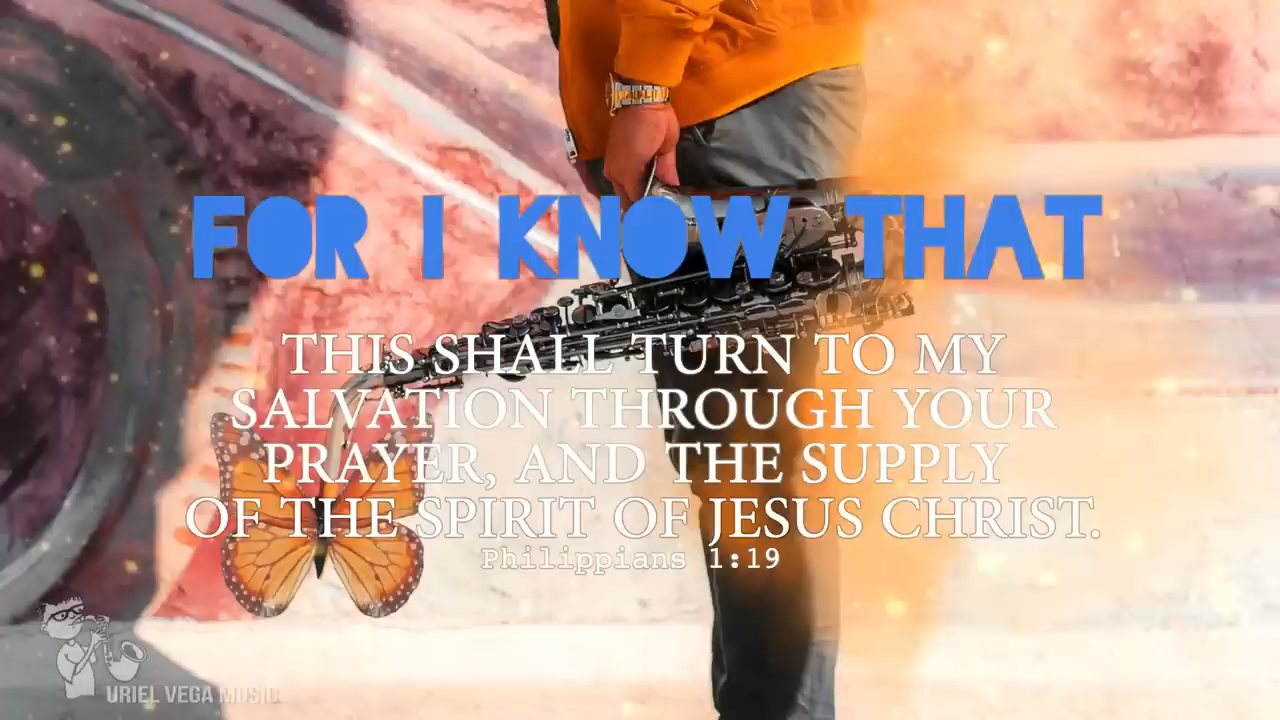 FOR I KNOW THAT
THIS SHALL TURN TO MY
SALVATION THROUGH YOUR
PRAYER, AND THE SUPPLY
OF THE SPIRIT OF JESUS CHRIST.
Philippians 1:19
URIEL VEGA MUSIC